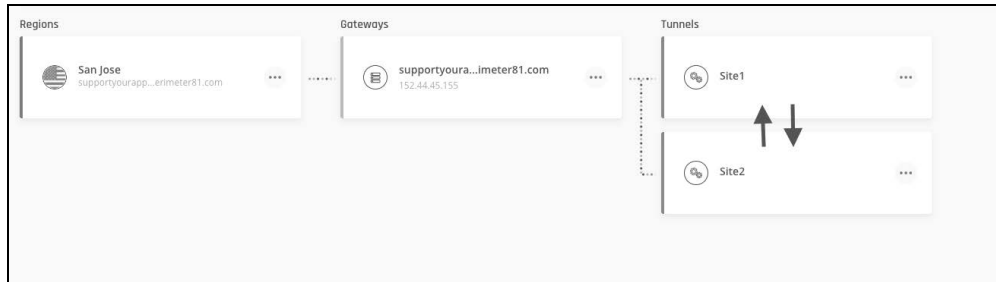 Regions
Gateways
Tunnels
San Jose
supportyourapp...erimeter81.com
supportyoura...imeter81.com
152.44.45.155
Site1
Site2